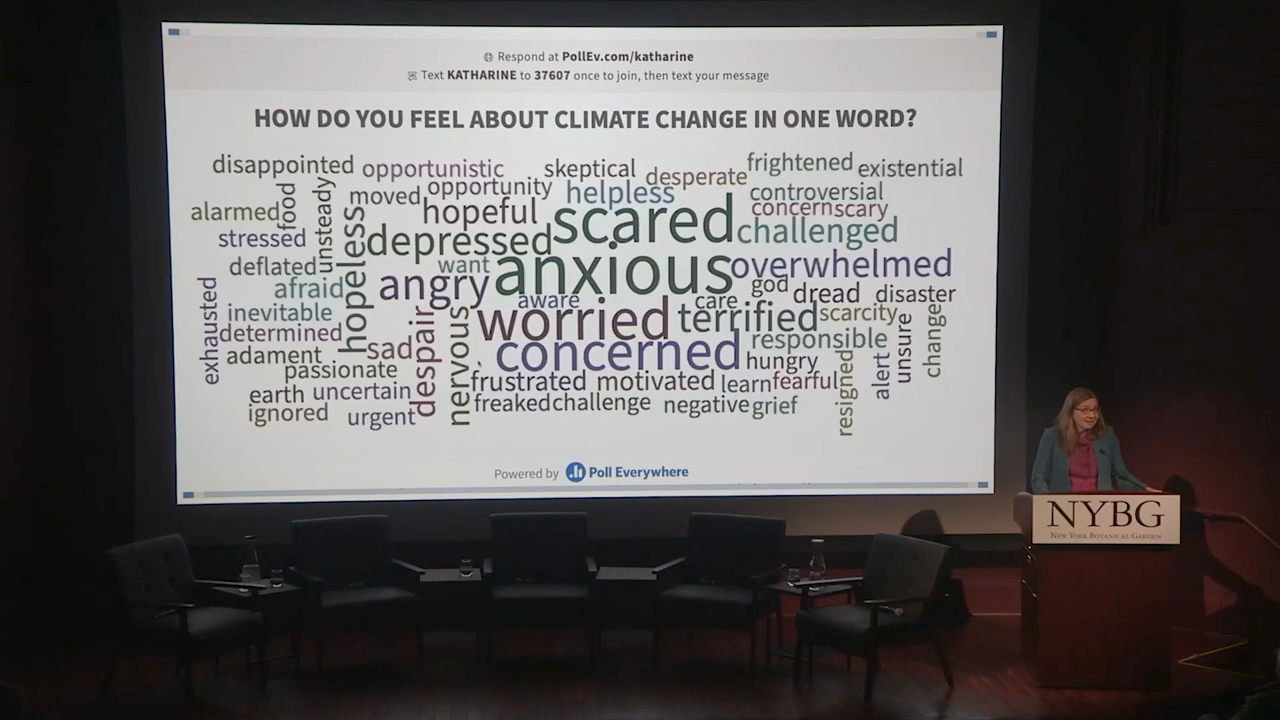 Respond at PollEv.com/katharine
Text KATHARINE to 37607 once to join, then text your message
HOW DO YOU FEEL ABOUT CLIMATE CHANGE IN ONE WORD?
disappointed
opportunistic
skeptical
desperate
frightened
existential
food
unsteady
moved
opportunity
helpless
controversial
alarmed
hopeless
hopeful
scared
concern
scary
stressed
depressed
challenged
deflated
want
anxious
overwhelmed
afraid
angry
aware
care
god
dread
disaster
exhausted
inevitable
determined
despair
nervous
worried
terrified
scarcity
adament
sad
concerned
responsible
unsure
change
passionate
hungry
alert
resigned
earth
uncertain
frustrated
motivated
learn
fearful
ignored
urgent
freaked
challenge
negative
grief
Powered by Poll Everywhere
NYBG
NEW YORK BOTANICAL GARDEN